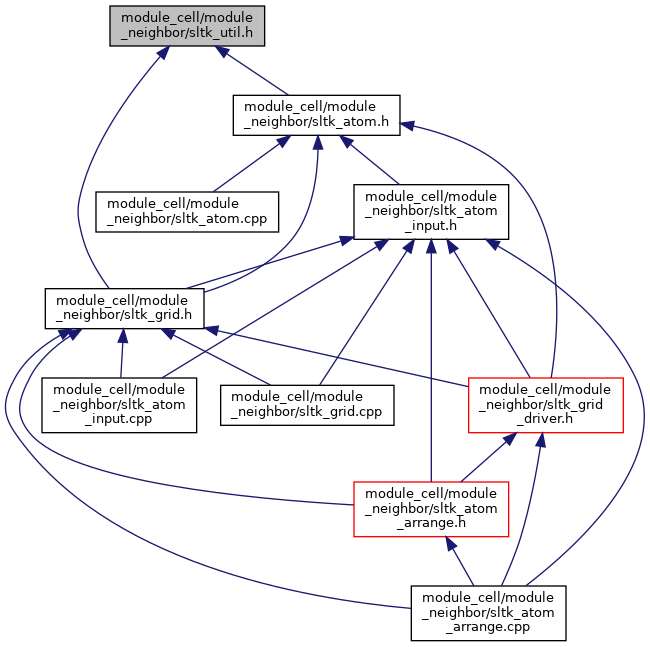 module_cell/module
_neighbor/sltk_util.h
module_cell/module
_neighbor/sltk_atom.h
module_cell/module
_neighbor/sltk_atom.cpp
module_cell/module
_neighbor/sltk_atom
_input.h
module_cell/module
_neighbor/sltk_grid.h
module_cell/module
_neighbor/sltk_atom
_input.cpp
module_cell/module
_neighbor/sltk_grid.cpp
module_cell/module
_neighbor/sltk_grid
_driver.h
module_cell/module
_neighbor/sltk_atom
_arrange.h
module_cell/module
_neighbor/sltk_atom
_arrange.cpp